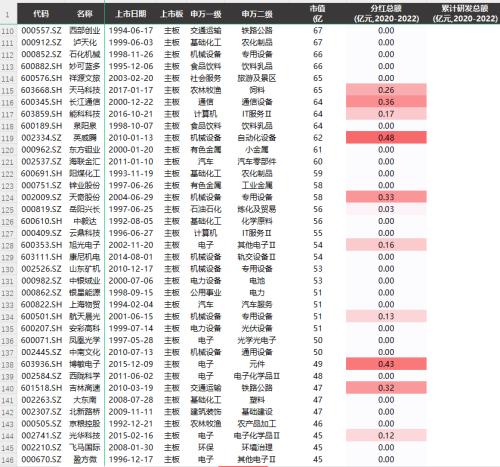 1 代码 名称 上市日期 上市板 申万一级 申万二级 市值(亿 分红总额(亿元,2020-2022) 累计研发总额(亿元,2020-2022)
110 000557.SZ 西部创业 1994-06-17 主板 交通运输 铁路公路 67 0.00
111 000912.SZ 泸天化 1999-06-03 主板 基础化工 农化制品 67 0.00
112 000852.SZ 石化机械 1998-11-26 主板 机械设备 专用设备 66 0.00
113 600882.SH 妙可蓝多 1995-12-06 主板 食品饮料 饮料乳品 66 0.00
114 600576.SH 祥源文旅 2003-02-20 主板 社会服务 旅游及景区 65 0.00
115 603668.SH 天马科技 2017-01-17 主板 农林牧渔 饲料 65 0.26
116 600345.SH 长江通信 2000-12-22 主板 通信 通信设备 64 0.36
117 603859.SH 能科科技 2016-10-21 主板 计算机 IT服务Ⅱ 64 0.17
118 600189.SH 泉阳泉 1998-10-07 主板 食品饮料 饮料乳品 64 0.00
119 002334.SZ 英威腾 2010-01-13 主板 机械设备 自动化设备 62 0.48
120 000962.SZ 东方钽业 2000-01-20 主板 有色金属 小金属 61 0.00
121 002537.SZ 海联金汇 2011-01-10 主板 汽车 汽车零部件 60 0.00
122 600691.SH 阳煤化工 1993-11-19 主板 基础化工 农化制品 59 0.00
123 000751.SZ 锌业股份 1997-06-26 主板 有色金属 工业金属 58 0.00
124 002009.SZ 天奇股份 2004-06-29 主板 机械设备 专用设备 58 0.33
125 000819.SZ 岳阳兴长 1997-06-25 主板 石油石化 炼化及贸易 56 0.03
126 600610.SH 中毅达 1992-08-05 主板 基础化工 化学原料 56 0.00
127 000409.SZ 云鼎科技 1996-06-27 主板 计算机 IT服务Ⅱ 55 0.00
128 600353.SH 旭光电子 2002-11-20 主板 电子 其他电子Ⅱ 54 0.16
129 603111.SH 康尼机电 2014-08-01 主板 机械设备 轨交设备Ⅱ 54 0.00
130 002526.SZ 山东矿机 2010-12-17 主板 机械设备 专用设备 53 0.00
131 000982.SZ 中银绒业 2000-07-06 主板 电力设备 电池 53 0.00
132 000862.SZ 银星能源 1998-09-15 主板 公用事业 电力 51 0.00
133 600822.SH 上海物贸 1994-02-04 主板 汽车 汽车服务 51 0.00
134 600501.SH 航天晨光 2001-06-15 主板 机械设备 专用设备 51 0.13
135 600207.SH 安彩高科 1999-07-14 主板 电力设备 光伏设备 51 0.00
136 600071.SH 凤凰光学 1997-05-28 主板 电子 光学光电子 50 0.00
137 002445.SZ 中南文化 2010-07-13 主板 机械设备 通用设备 50 0.00
138 603936.SH 博敏电子 2015-12-09 主板 电子 元件 49 0.43
139 002584.SZ 西陇科学 2011-06-02 主板 电子 电子化学品Ⅱ 48 0.00
140 601518.SH 吉林高速 2010-03-19 主板 交通运输 铁路公路 47 0.32
141 002263.SZ 大东南 2008-07-28 主板 基础化工 塑料 47 0.00
142 002307.SZ 北新路桥 2009-11-11 主板 建筑装饰 基础建设 47 0.00
143 000505.SZ 京粮控股 1992-12-21 主板 农林牧渔 农产品加工 46 0.00
144 002741.SZ 光华科技 2015-02-16 主板 电子 电子化学品Ⅱ 45 0.12
145 002210.SZ 飞马国际 2008-01-30 主板 环保 环境治理 45 0.00
146 000670.SZ 盈方微 1996-12-17 主板 电子 其他电子Ⅱ 45 0.00